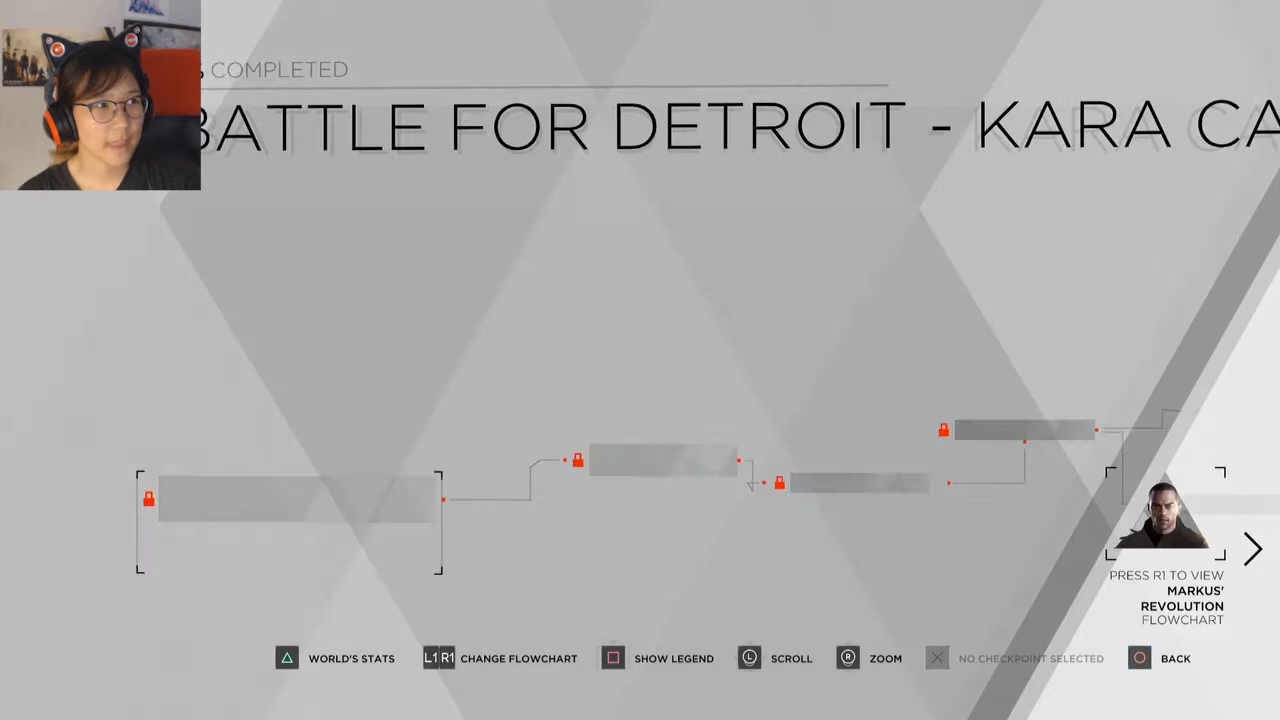 COMPLETED
BATTLE FOR DETROIT - KARA CA
PRESS R1 TO VIEW
MARKUS'
REVOLUTION
FLOWCHART
WORLD'S STATS
L1 R1 CHANGE FLOWCHART
SHOW LEGEND
L SCROLL
R ZOOM
NO CHECKPOINT SELECTED
BACK